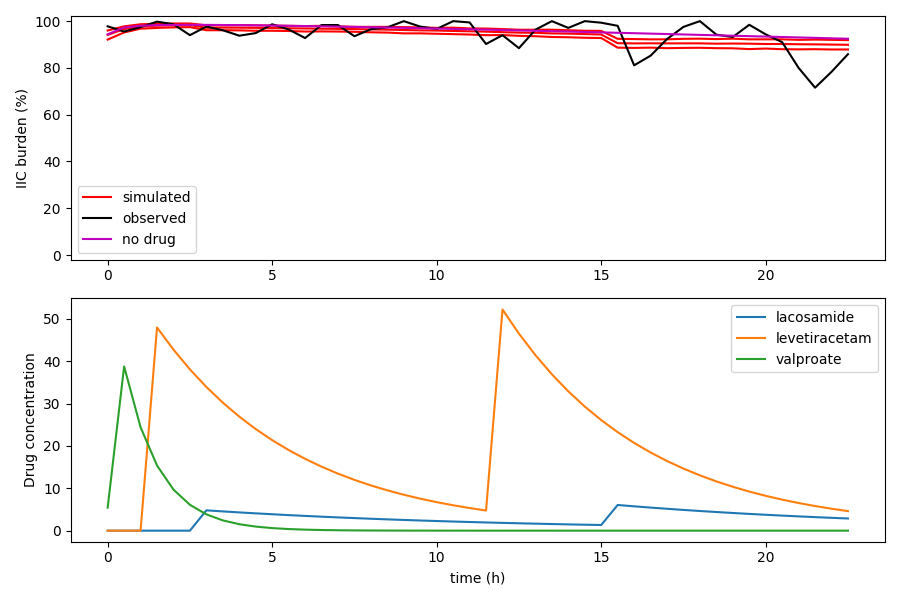 IIC burden (%)
100
80
60
40
20
0
simulated
observed
no drug
0 5 10 15 20
Drug concentration
50
40
30
20
10
0
lacosamide
levetiracetam
valproate
0 5 10 15 20
time (h)